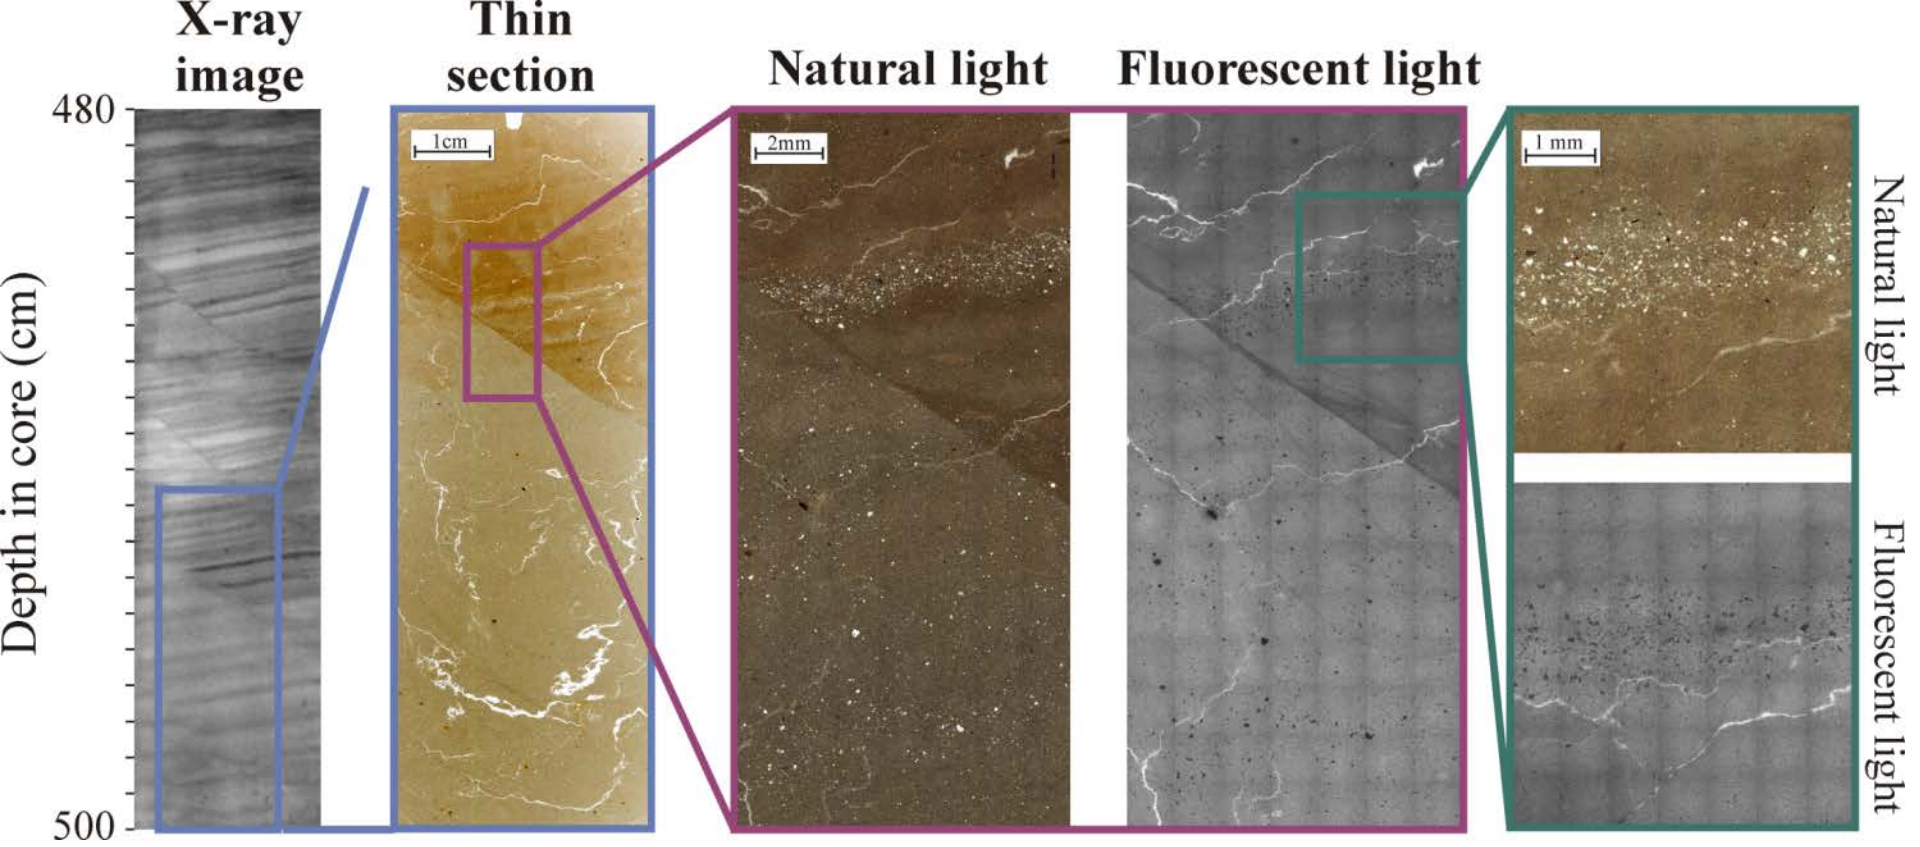 X-ray
image
Thin
section
Natural light
Fluorescent light
480
500
Depth in core (cm)
1cm
2mm
1 mm
Natural light
Fluorescent light